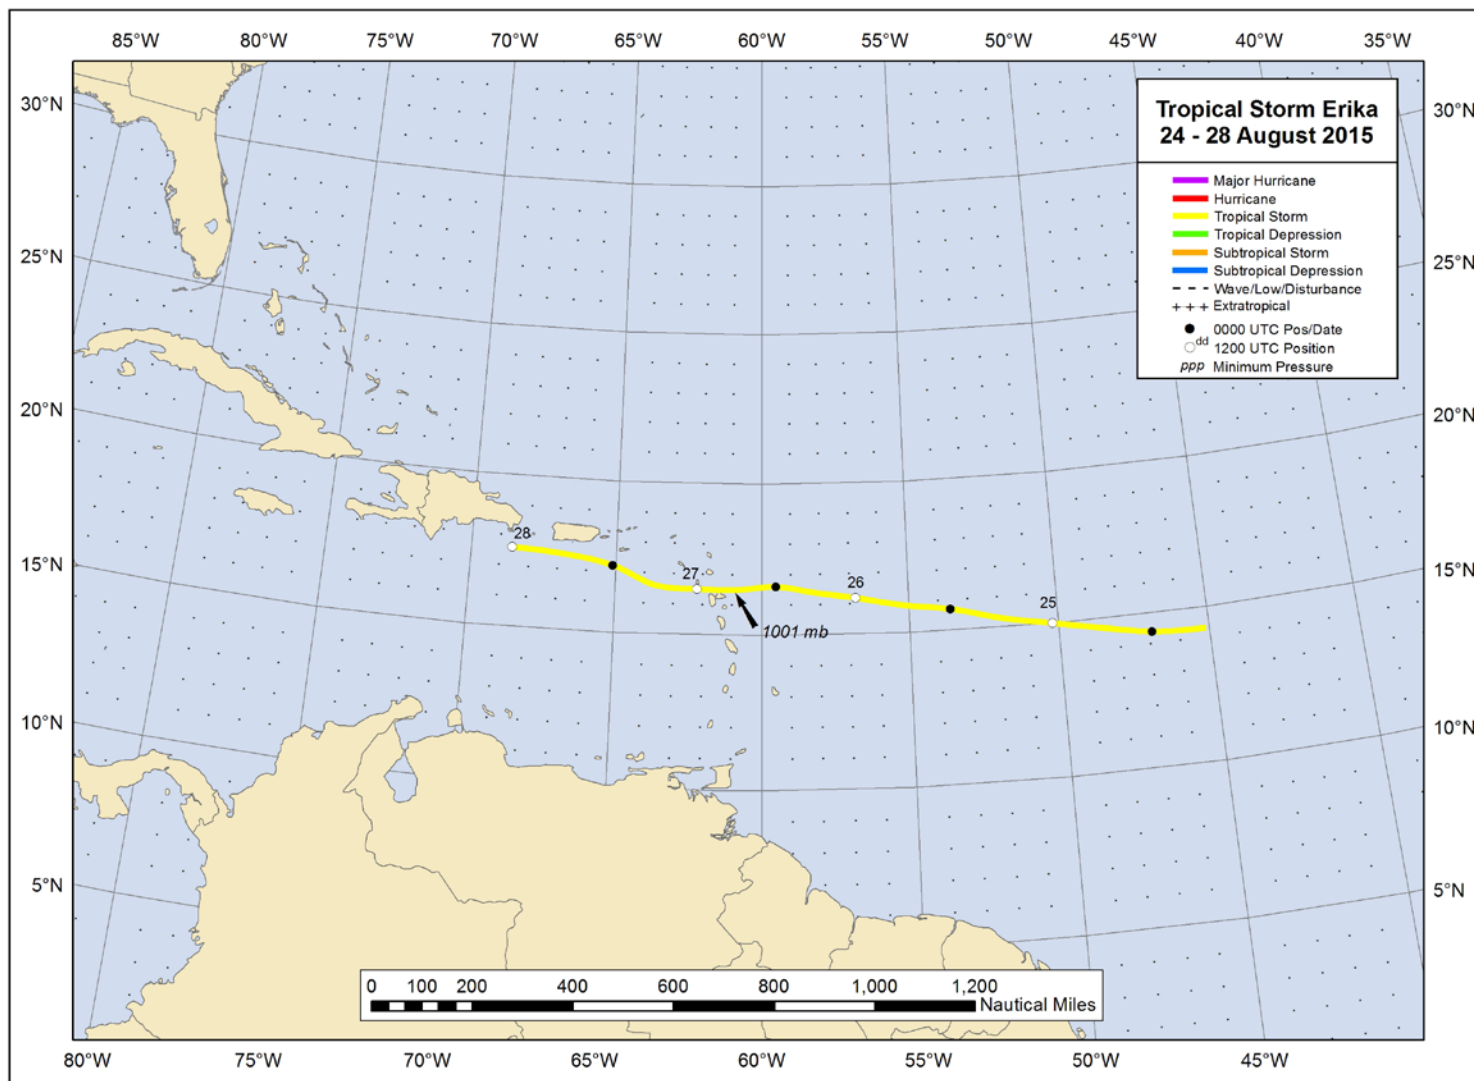 85°W 80°W 75°W 70°W 65°W 60°W 55°W 50°W 45°W 40°W 35°W
30°N 30°N
Tropical Storm Erika
24 - 28 August 2015
Major Hurricane
Hurricane
Tropical Storm
Tropical Depression
Subtropical Storm
Subtropical Depression
Wave/Low/Disturbance
+++ Extratropical
0000 UTC Pos/Date
dd 1200 UTC Position
ppp Minimum Pressure
25°N 25°N
20°N 20°N
28
15°N 15°N
27
26
25
1001 mb
10°N 10°N
5°N 5°N
0 100 200 400 600 800 1,000 1,200
Nautical Miles
80°W 75°W 70°W 65°W 60°W 55°W 50°W 45°W